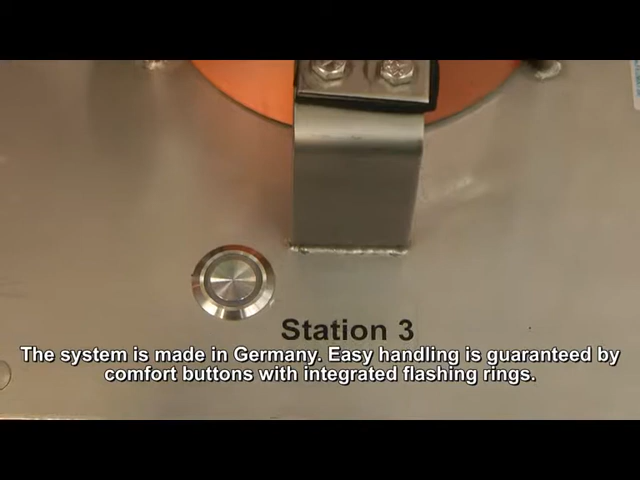 Station 3
The system is made in Germany. Easy handling is guaranteed by
comfort buttons with integrated flashing rings.